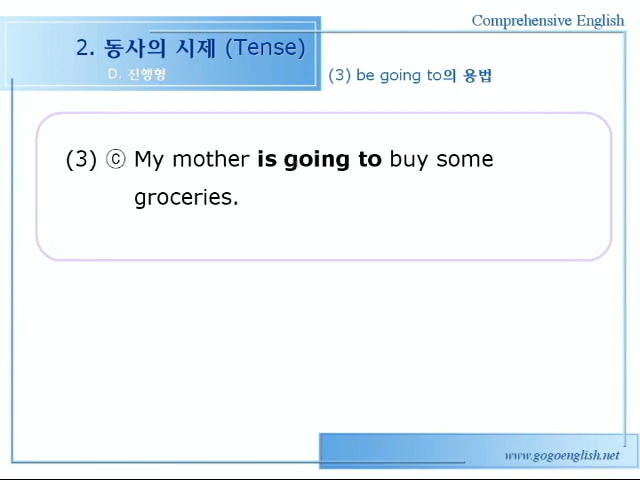 Comprehensive English
2. 동사의 시제 (Tense)
D. 진행형
(3) be going to의 용법
(3) ⓒ My mother is going to buy some
groceries.
www.gogoenglish.net